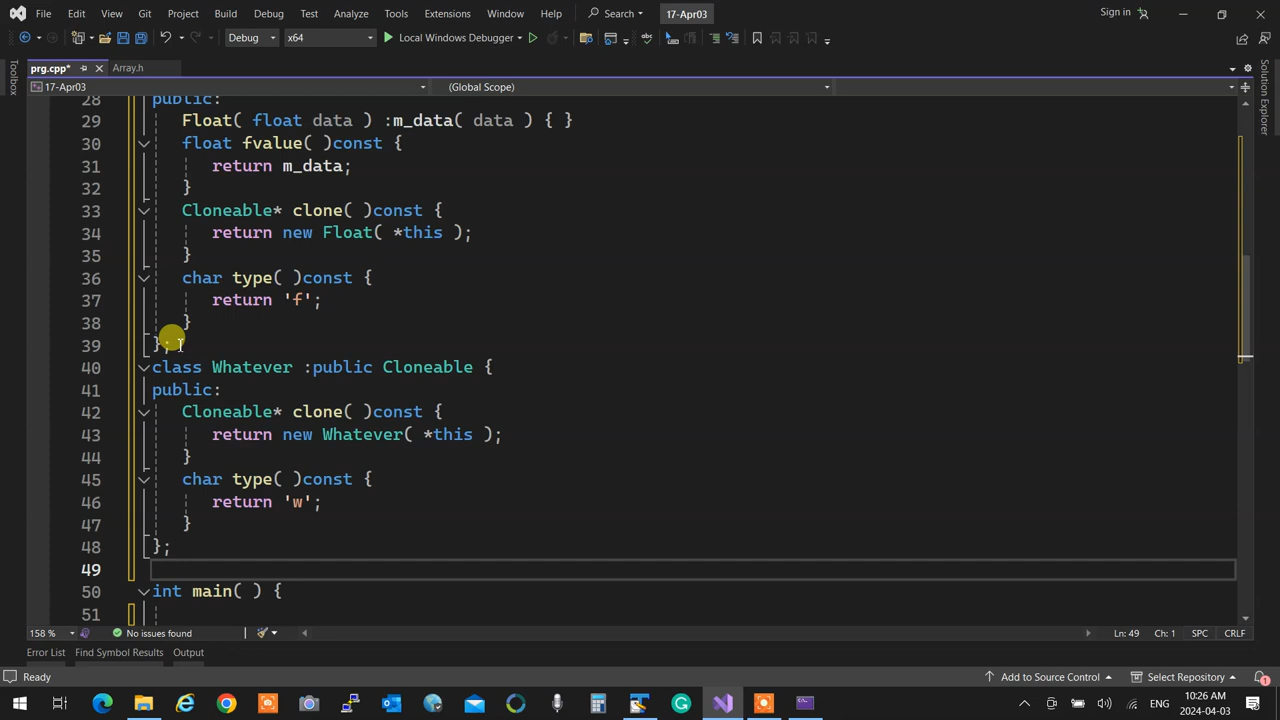 File Edit View Git Project Build Debug Test Analyze Tools Extensions Window Help Search 17-Apr03 Sign in
Debug x64 Local Windows Debugger
prg.cpp* Array.h
17-Apr03 (Global Scope)
Toolbox
Solution Explorer
28 public:
29 Float( float data ) :m_data( data ) { }
30 float fvalue( )const {
31 return m_data;
32 }
33 Cloneable* clone( )const {
34 return new Float( *this );
35 }
36 char type( )const {
37 return 'f';
38 }
39 };
40 class Whatever :public Cloneable {
41 public:
42 Cloneable* clone( )const {
43 return new Whatever( *this );
44 }
45 char type( )const {
46 return 'w';
47 }
48 };
49
50 int main( ) {
51
158 % No issues found Ln: 49 Ch: 1 SPC CRLF
Error List Find Symbol Results Output
Ready Add to Source Control Select Repository 1
ENG 10:26 AM
2024-04-03